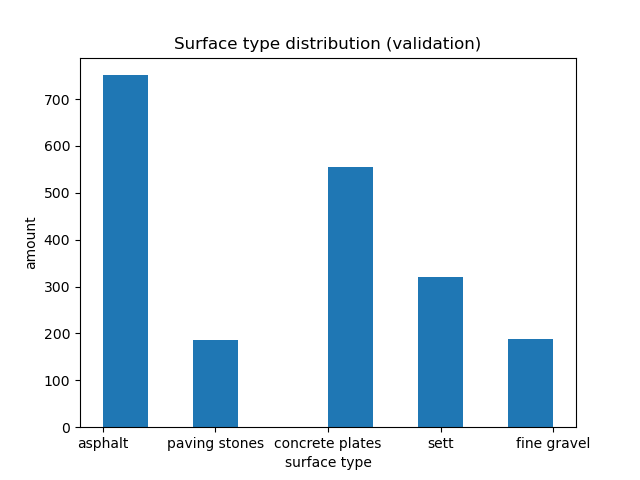 Surface type distribution (validation)
700
600
500
400
300
200
100
0
amount
asphalt
paving stones
concrete plates
sett
fine gravel
surface type